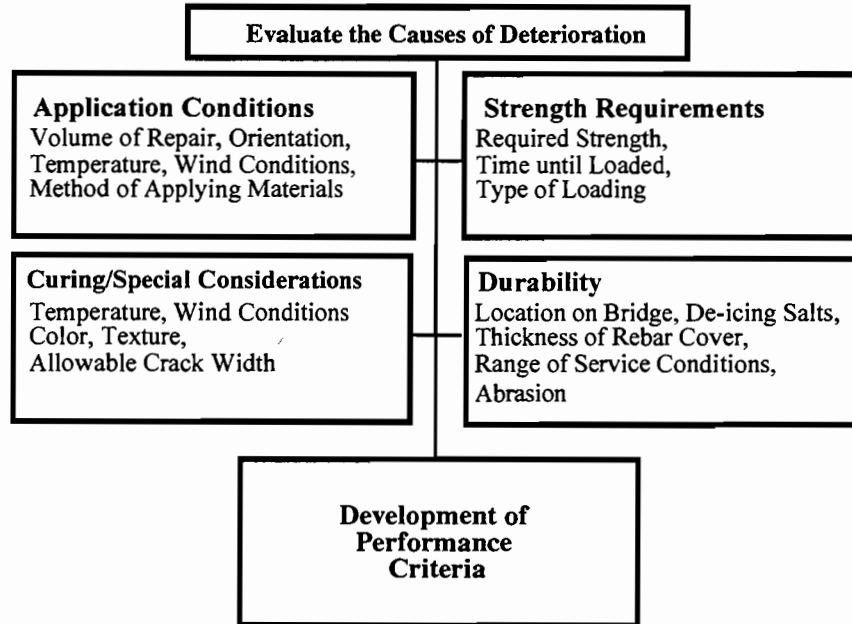 Evaluate the Causes of Deterioration
Application Conditions
Volume of Repair, Orientation,
Temperature, Wind Conditions,
Method of Applying Materials
Strength Requirements
Required Strength,
Time until Loaded,
Type of Loading
Curing/Special Considerations
Temperature, Wind Conditions
Color, Texture,
Allowable Crack Width
Durability
Location on Bridge, De-icing Salts,
Thickness of Rebar Cover,
Range of Service Conditions,
Abrasion
Development of
Performance
Criteria